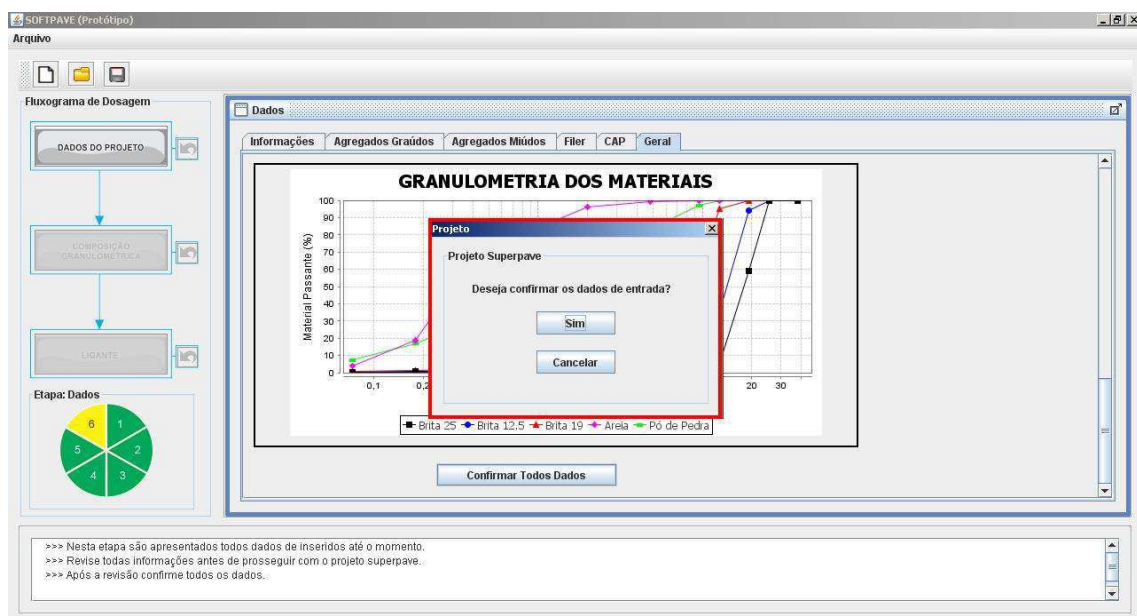 SOFTPAVE (Protótipo)
Arquivo
Fluxograma de Dosagem
DADOS DO PROJETO
COMPOSIÇÃO
GRANULOMÉTRICA
LIGANTE
Etapa: Dados
6 1
5 2
4 3
Dados
Informações Agregados Graúdos Agregados Miúdos Filer CAP Geral
GRANULOMETRIA DOS MATERIAIS
Material Passante (%)
100
90
80
70
60
50
40
30
20
10
0
0,1 0,2 20 30
Projeto
Projeto Superpave
Deseja confirmar os dados de entrada?
Sim
Cancelar
Brita 25 Brita 12.5 Brita 19 Areia Pó de Pedra
Confirmar Todos Dados
>>> Nesta etapa são apresentados todos dados de inseridos até o momento.
>>> Revise todas informações antes de prosseguir com o projeto superpave.
>>> Após a revisão confirme todos os dados.